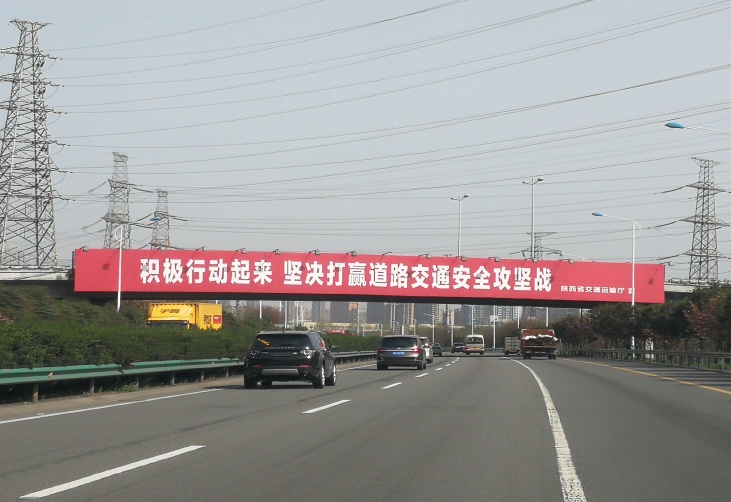 积极行动起来 坚决打赢道路交通安全攻坚战
陕西省交通运输厅 宣